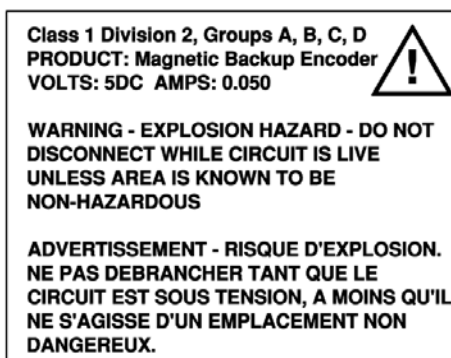 Class 1 Division 2, Groups A, B, C, D
PRODUCT: Magnetic Backup Encoder
VOLTS: 5DC AMPS: 0.050
WARNING - EXPLOSION HAZARD - DO NOT
DISCONNECT WHILE CIRCUIT IS LIVE
UNLESS AREA IS KNOWN TO BE
NON-HAZARDOUS
ADVERTISSEMENT - RISQUE D'EXPLOSION.
NE PAS DEBRANCHER TANT QUE LE
CIRCUIT EST SOUS TENSION, A MOINS QU'IL
NE S'AGISSE D'UN EMPLACEMENT NON
DANGEREUX.